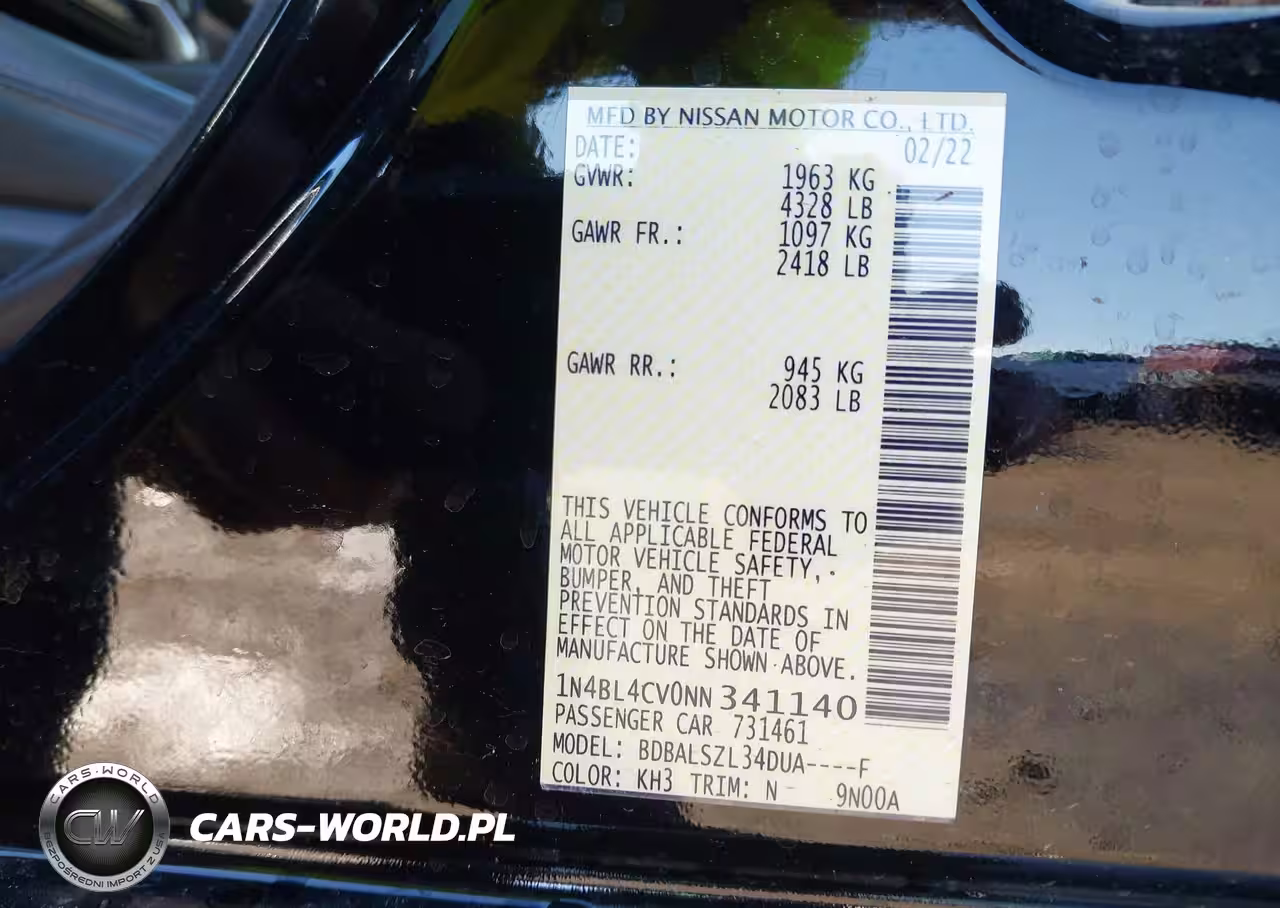 MFD BY NISSAN MOTOR CO., LTD.
DATE: 02/22
GVWR: 1963 KG
4328 LB
GAWR FR.: 1097 KG
2418 LB
GAWR RR.: 945 KG
2083 LB
THIS VEHICLE CONFORMS TO
ALL APPLICABLE FEDERAL
MOTOR VEHICLE SAFETY,
BUMPER, AND THEFT
PREVENTION STANDARDS IN
EFFECT ON THE DATE OF
MANUFACTURE SHOWN ABOVE.
1N4BL4CV0NN341140
PASSENGER CAR 731461
MODEL: BDBALSZL34DUA----F
COLOR: KH3 TRIM: N 9N00A
CARS-WORLD
CW
BEZPOŚREDNI IMPORT Z USA
CARS-WORLD.PL